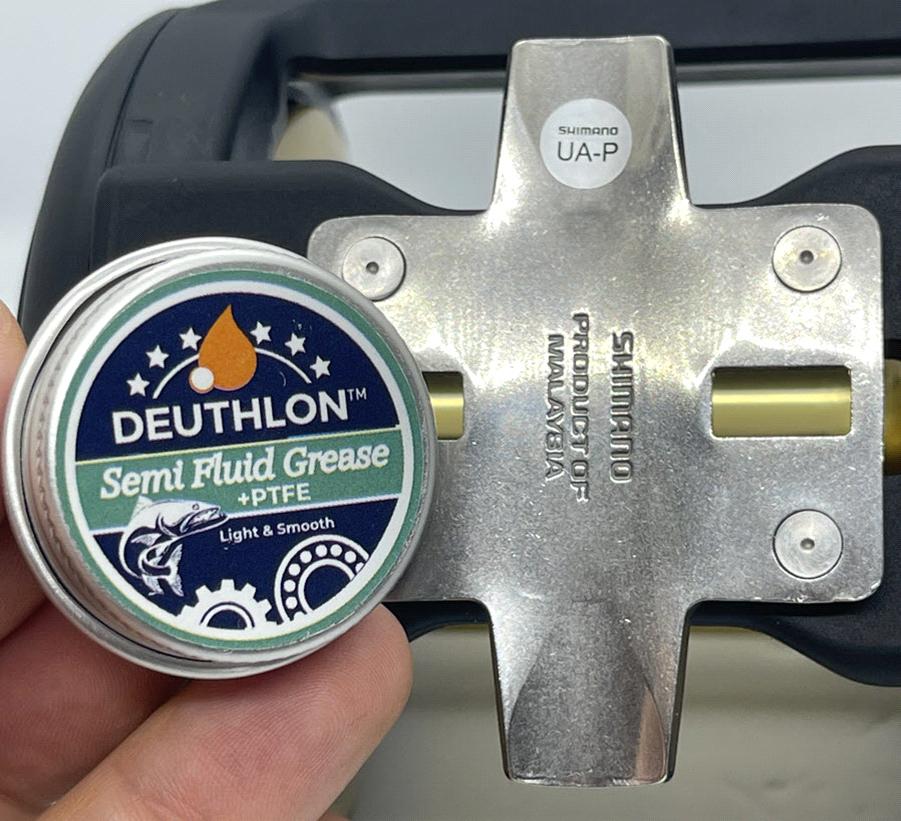 SHIMANO
UA-P
DEUTHLON™
Semi Fluid Grease
+PTFE
Light & Smooth
SHIMANO
PRODUCT OF
MALAYSIA